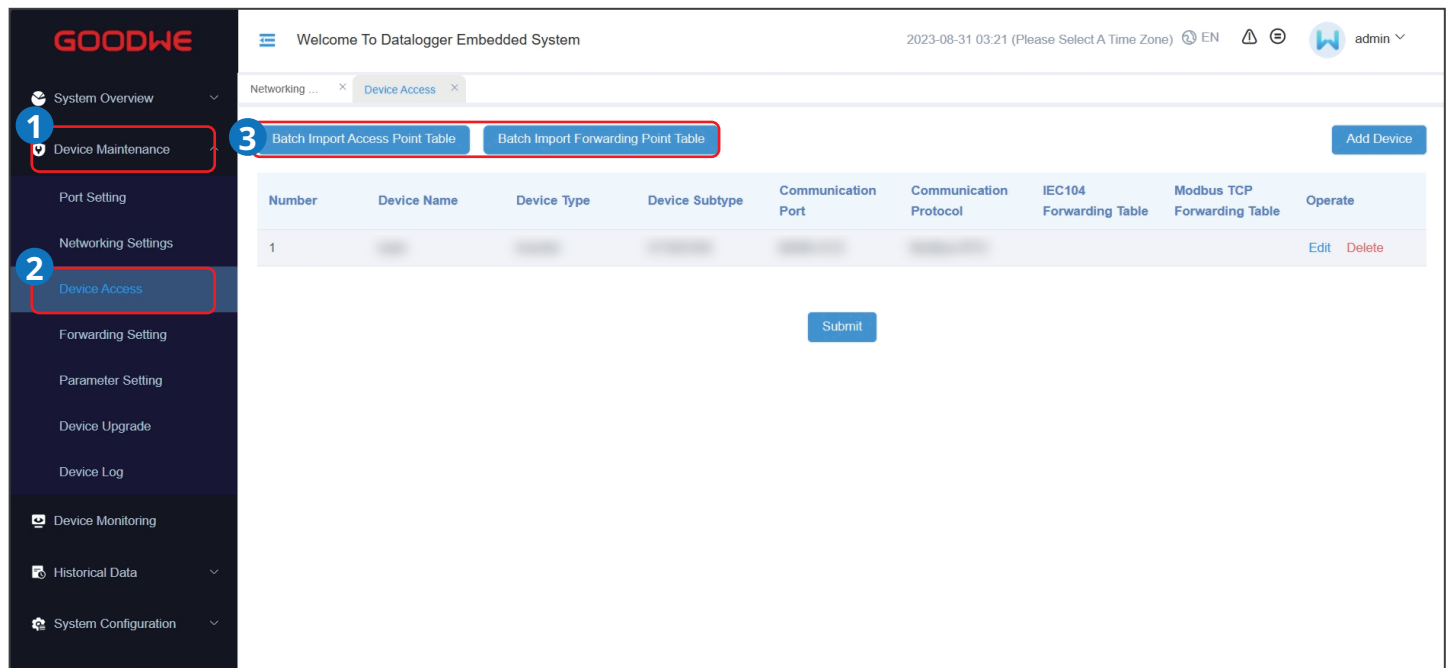 GOODWE
Welcome To Datalogger Embedded System
2023-08-31 03:21 (Please Select A Time Zone) EN
admin
System Overview
Networking ...
Device Access
1
Device Maintenance
3
Batch Import Access Point Table
Batch Import Forwarding Point Table
Add Device
Port Setting
Networking Settings
2
Device Access
Forwarding Setting
Parameter Setting
Device Upgrade
Device Log
Device Monitoring
Historical Data
System Configuration
Number
Device Name
Device Type
Device Subtype
Communication
Port
Communication
Protocol
IEC104
Forwarding Table
Modbus TCP
Forwarding Table
Operate
1
Edit Delete
Submit